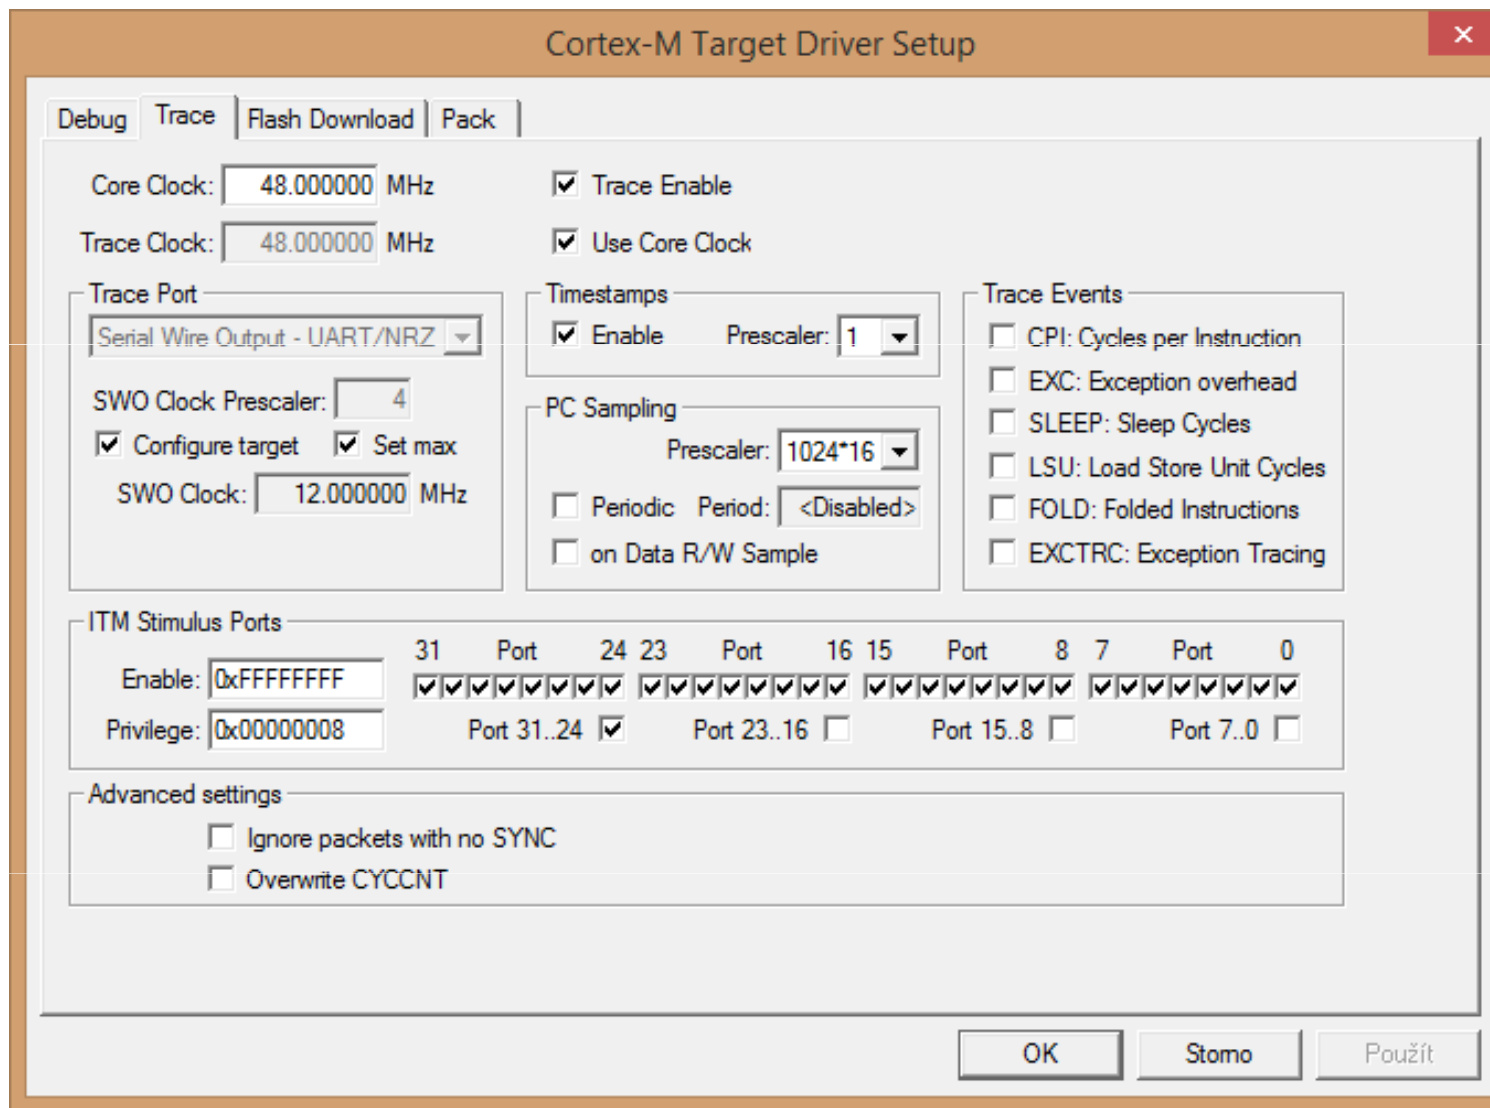 Cortex-M Target Driver Setup
Debug Trace Flash Download Pack
Core Clock: 48.000000 MHz Trace Enable
Trace Clock: 48.000000 MHz Use Core Clock
Trace Port Timestamps Trace Events
Serial Wire Output - UART/NRZ Enable Prescaler: 1 CPI: Cycles per Instruction
EXC: Exception overhead
SWO Clock Prescaler: 4 PC Sampling SLEEP: Sleep Cycles
Configure target Set max Prescaler: 1024*16 LSU: Load Store Unit Cycles
SWO Clock: 12.000000 MHz Periodic Period: <Disabled> FOLD: Folded Instructions
on Data R/W Sample EXCTRC: Exception Tracing
ITM Stimulus Ports
31 Port 24 23 Port 16 15 Port 8 7 Port 0
Enable: 0xFFFFFFFF
Privilege: 0x00000008 Port 31..24 Port 23..16 Port 15..8 Port 7..0
Advanced settings
Ignore packets with no SYNC
Overwrite CYCCNT
OK Storno Použít